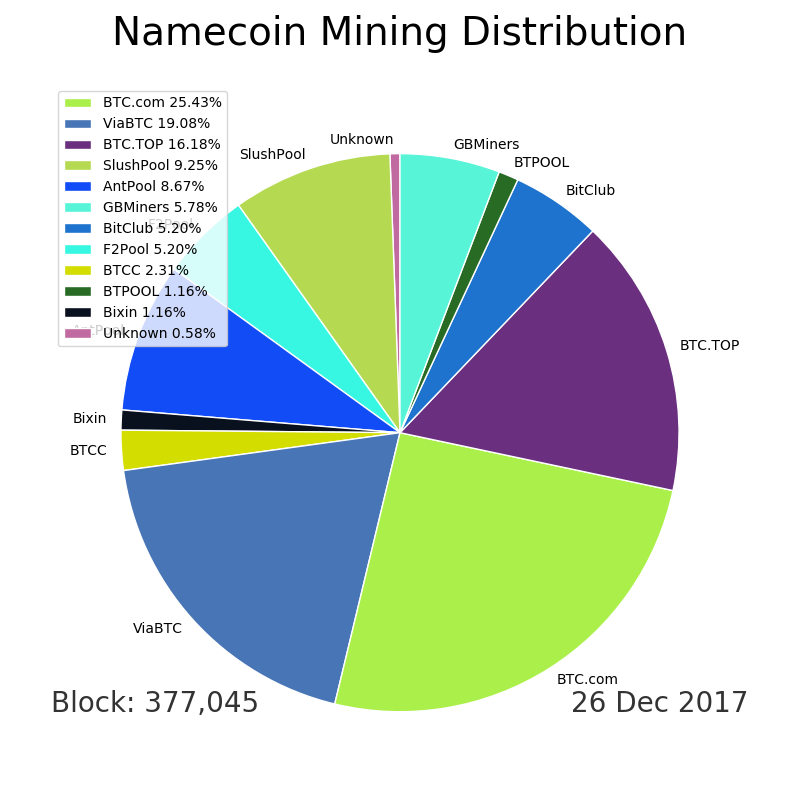 Namecoin Mining Distribution
BTC.com 25.43%
ViaBTC 19.08%
BTC.TOP 16.18%
SlushPool 9.25%
AntPool 8.67%
GBMiners 5.78%
BitClub 5.20%
F2Pool 5.20%
BTCC 2.31%
BTPOOL 1.16%
Bixin 1.16%
Unknown 0.58%
Unknown
GBMiners
SlushPool
BTPOOL
BitClub
F2Pool
AntPool
BTC.TOP
Bixin
BTCC
ViaBTC
BTC.com
Block: 377,045
26 Dec 2017